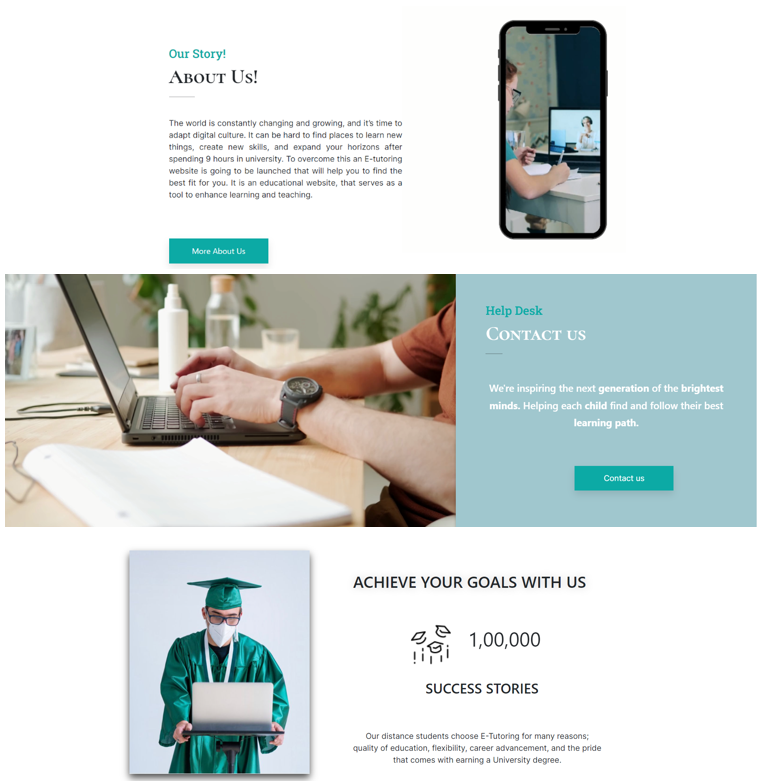 Our Story!
About Us!
The world is constantly changing and growing, and it's time to
adapt digital culture. It can be hard to find places to learn new
things, create new skills, and expand your horizons after
spending 9 hours in university. To overcome this an E-tutoring
website is going to be launched that will help you to find the
best fit for you. It is an educational website, that serves as a
tool to enhance learning and teaching.
More About Us
Help Desk
Contact us
We're inspiring the next generation of the brightest
minds. Helping each child find and follow their best
learning path.
Contact us
ACHIEVE YOUR GOALS WITH US
1,00,000
SUCCESS STORIES
Our distance students choose E-Tutoring for many reasons;
quality of education, flexibility, career advancement, and the pride
that comes with earning a University degree.